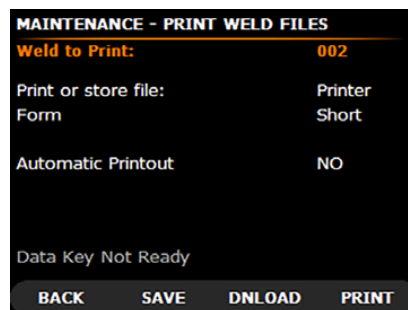 MAINTENANCE - PRINT WELD FILES
Weld to Print: 002
Print or store file: Printer
Form Short
Automatic Printout NO
Data Key Not Ready
BACK SAVE DNLOAD PRINT